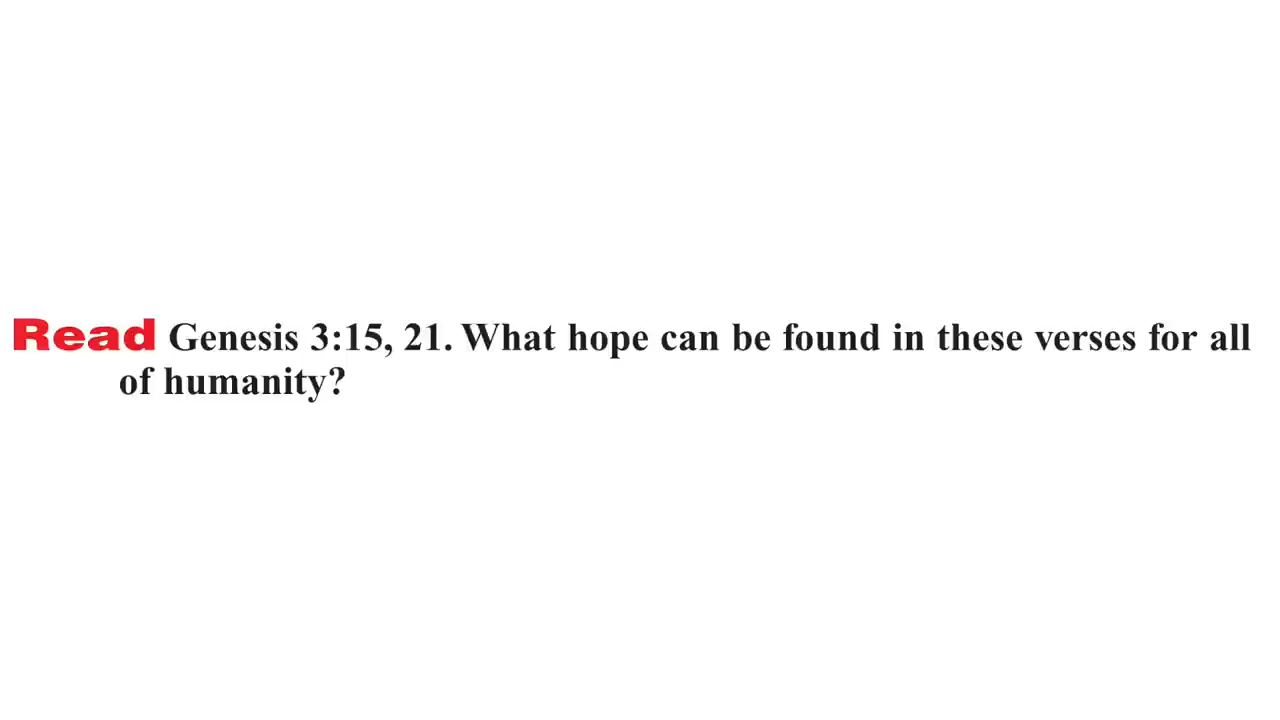 Read Genesis 3:15, 21. What hope can be found in these verses for all
of humanity?